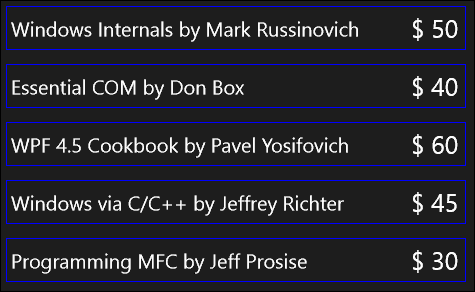 Windows Internals by Mark Russinovich $ 50
Essential COM by Don Box $ 40
WPF 4.5 Cookbook by Pavel Yosifovich $ 60
Windows via C/C++ by Jeffrey Richter $ 45
Programming MFC by Jeff Prosise $ 30